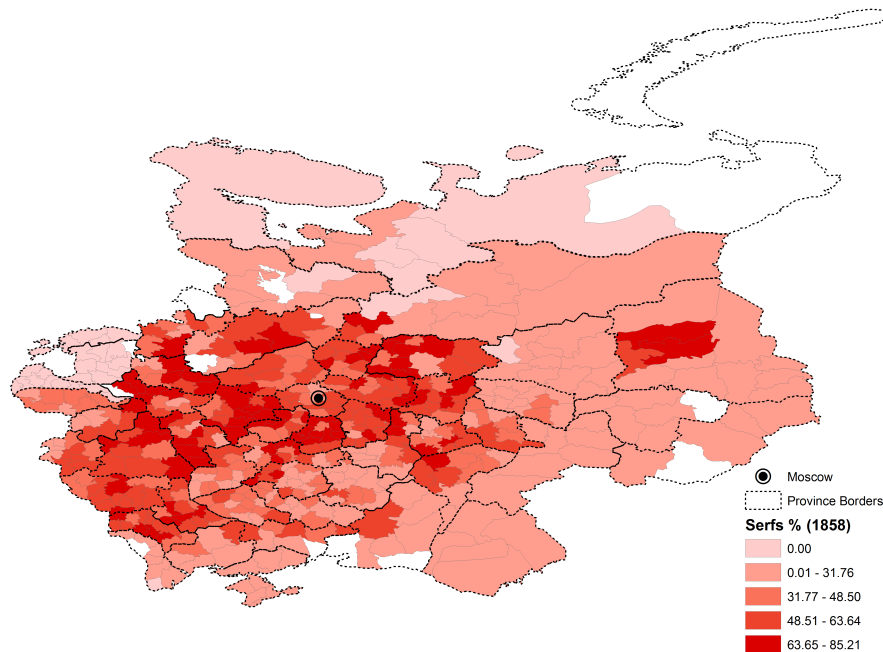 Moscow
Province Borders
Serfs % (1858)
0.00
0.01 - 31.76
31.77 - 48.50
48.51 - 63.64
63.65 - 85.21